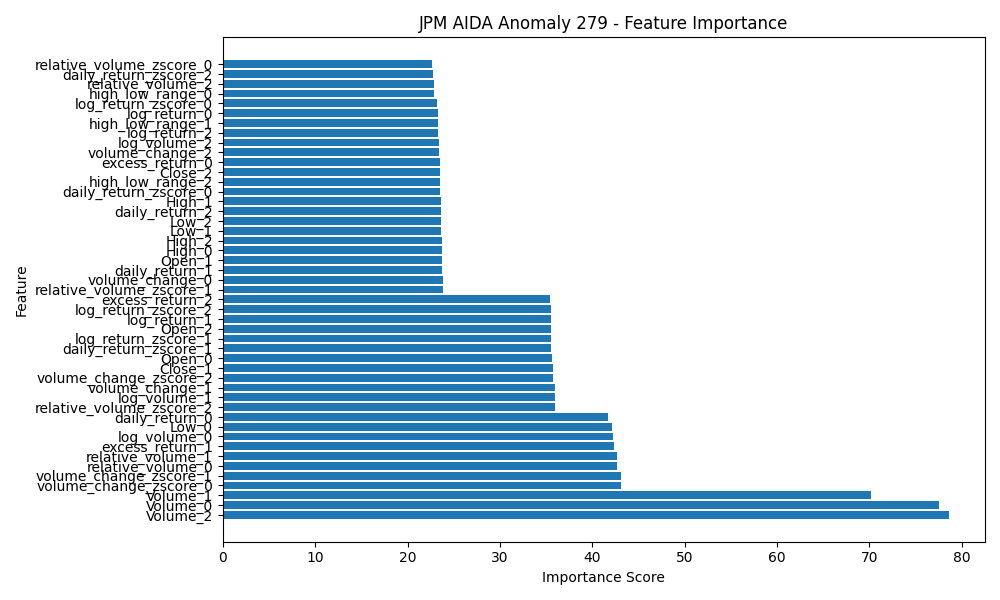 JPM AIDA Anomaly 279 - Feature Importance
relative_volume_zscore_0
daily_return_zscore_2
relative_volume_2
high_low_range_0
log_return_zscore_0
log_return_0
high_low_range_1
log_return_2
log_volume_2
volume_change_2
excess_return_0
Close_2
high_low_range_2
daily_return_zscore_0
High_1
daily_return_2
Low_2
Low_1
High_2
High_0
Open_1
daily_return_1
volume_change_0
relative_volume_zscore_1
excess_return_2
log_return_zscore_2
log_return_1
Open_2
log_return_zscore_1
daily_return_zscore_1
Open_0
Close_1
volume_change_zscore_2
volume_change_1
log_volume_1
relative_volume_zscore_2
daily_return_0
Low_0
log_volume_0
excess_return_1
relative_volume_1
relative_volume_0
volume_change_zscore_1
volume_change_zscore_0
Volume_1
Volume_0
Volume_2
Feature
0 10 20 30 40 50 60 70 80
Importance Score